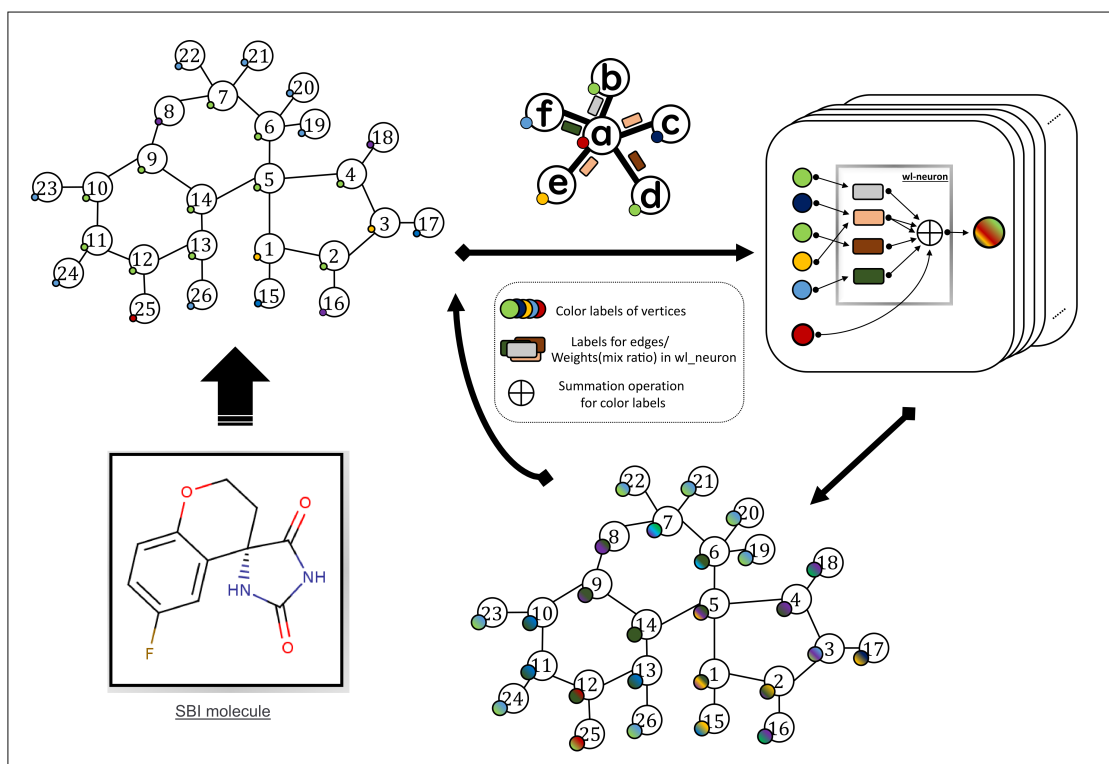 22
21
20
8
7
19
6
18
9
5
4
23
10
14
3
17
11
13
1
2
12
24
26
15
16
25
b
f
a
c
e
d
wl-neuron
......
......
Color labels of vertices
Labels for edges/
Weights(mix ratio) in wl_neuron
Summation operation
for color labels
O
O
HN
NH
O
F
SBI molecule
22
21
20
8
7
19
6
18
9
5
4
23
10
14
3
17
11
13
1
2
12
24
26
15
16
25